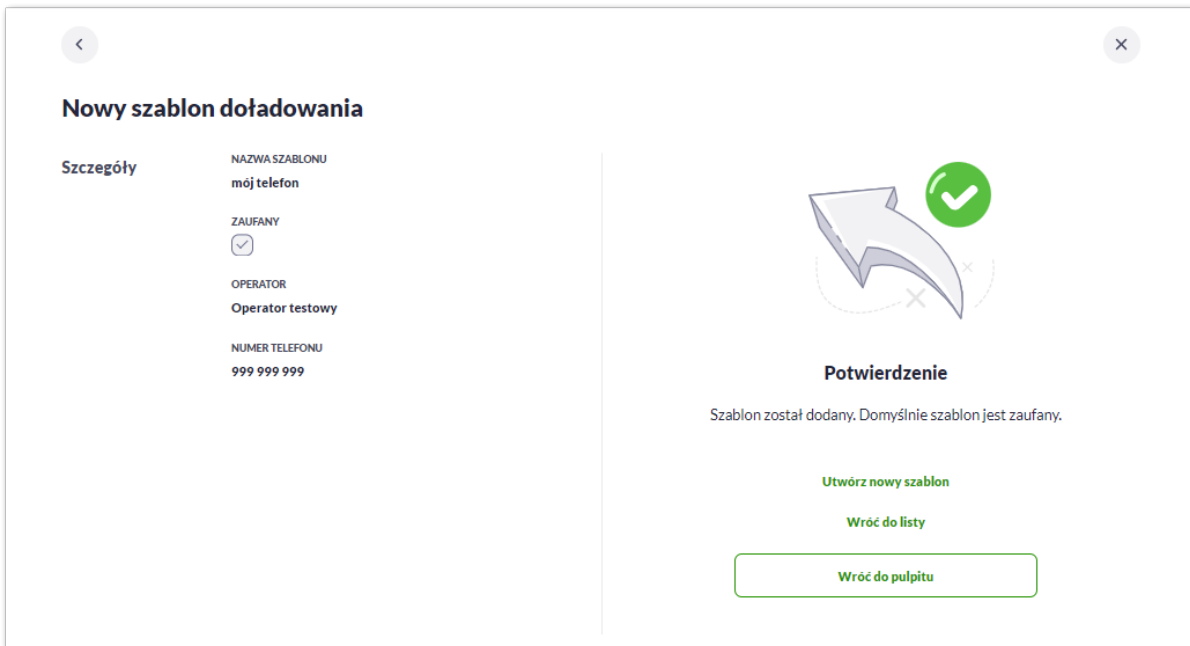 Nowy szablon doładowania
Szczegóły
NAZWA SZABLONU
mój telefon
ZAUFANY
OPERATOR
Operator testowy
NUMER TELEFONU
999 999 999
Potwierdzenie
Szablon został dodany. Domyślnie szablon jest zaufany.
Utwórz nowy szablon
Wróć do listy
Wróć do pulpitu